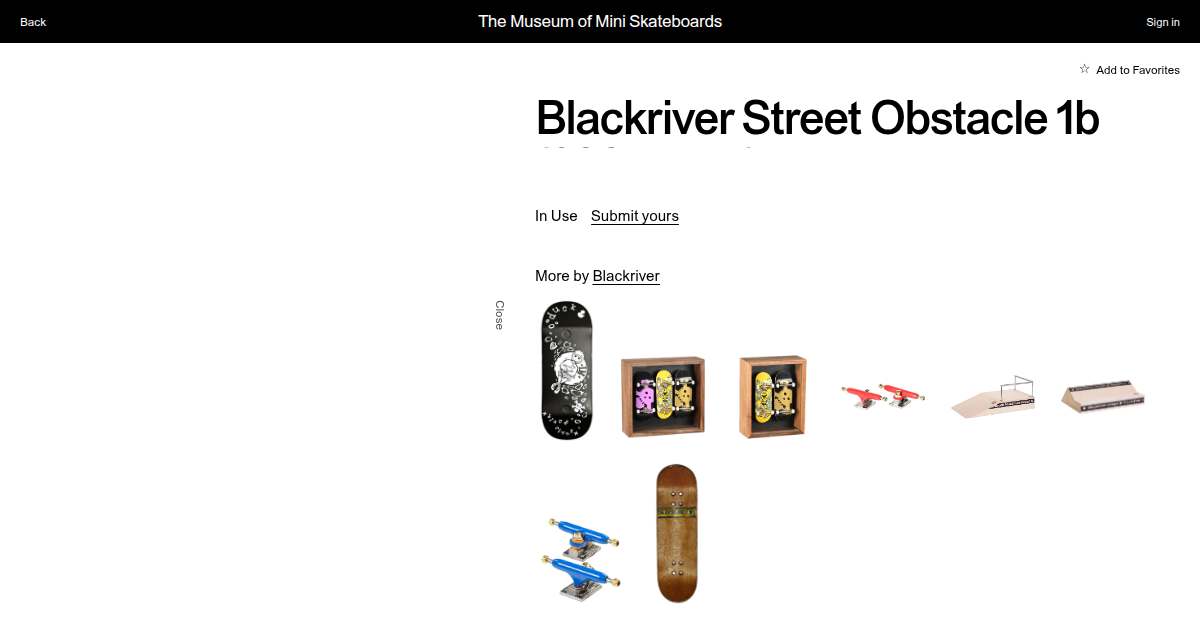 Back
The Museum of Mini Skateboards
Sign in
☆ Add to Favorites
Blackriver Street Obstacle 1b
In Use Submit yours
More by Blackriver
Close